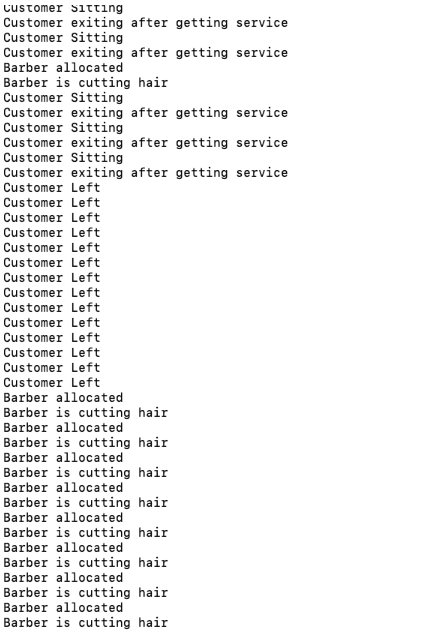 Customer Sitting
Customer exiting after getting service
Customer Sitting
Customer exiting after getting service
Barber allocated
Barber is cutting hair
Customer Sitting
Customer exiting after getting service
Customer Sitting
Customer exiting after getting service
Customer Sitting
Customer exiting after getting service
Customer Left
Customer Left
Customer Left
Customer Left
Customer Left
Customer Left
Customer Left
Customer Left
Customer Left
Customer Left
Customer Left
Customer Left
Customer Left
Customer Left
Barber allocated
Barber is cutting hair
Barber allocated
Barber is cutting hair
Barber allocated
Barber is cutting hair
Barber allocated
Barber is cutting hair
Barber allocated
Barber is cutting hair
Barber allocated
Barber is cutting hair
Barber allocated
Barber is cutting hair
Barber allocated
Barber is cutting hair